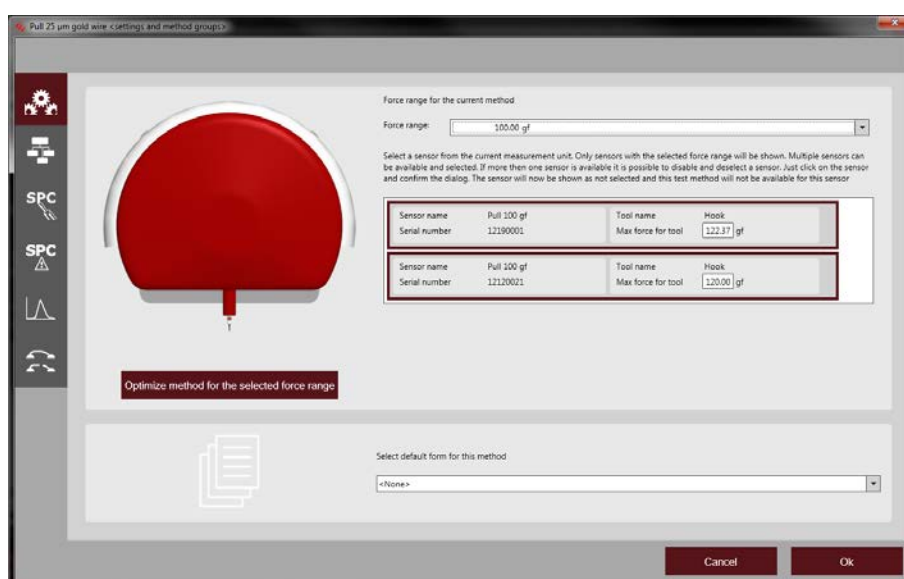 Pull 25 µm gold wire <settings and method groups>
Force range for the current method
Force range:
100.00 gf
Select a sensor from the current measurement unit. Only sensors with the selected force range will be shown. Multiple sensors can
be available and selected. If more then one sensor is available it is possible to disable and deselect a sensor. Just click on the sensor
and confirm the dialog. The sensor will now be shown as not selected and this test method will not be available for this sensor
Sensor name Pull 100 gf Tool name Hook
Serial number 12190001 Max force for tool 122.37 gf
Sensor name Pull 100 gf Tool name Hook
Serial number 12120021 Max force for tool 120.00 gf
SPC
SPC
Optimize method for the selected force range
Select default form for this method
<None>
Cancel
Ok